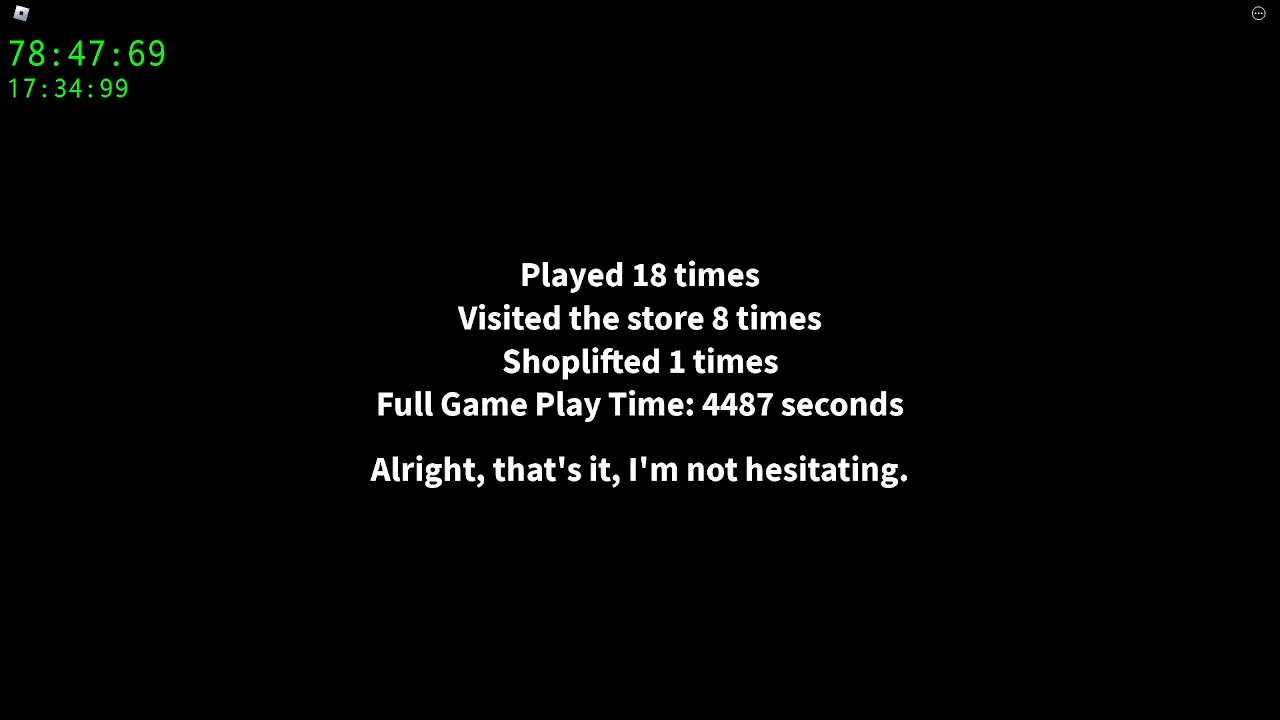 78:47:69
17:34:99
Played 18 times
Visited the store 8 times
Shoplifted 1 times
Full Game Play Time: 4487 seconds
Alright, that's it, I'm not hesitating.